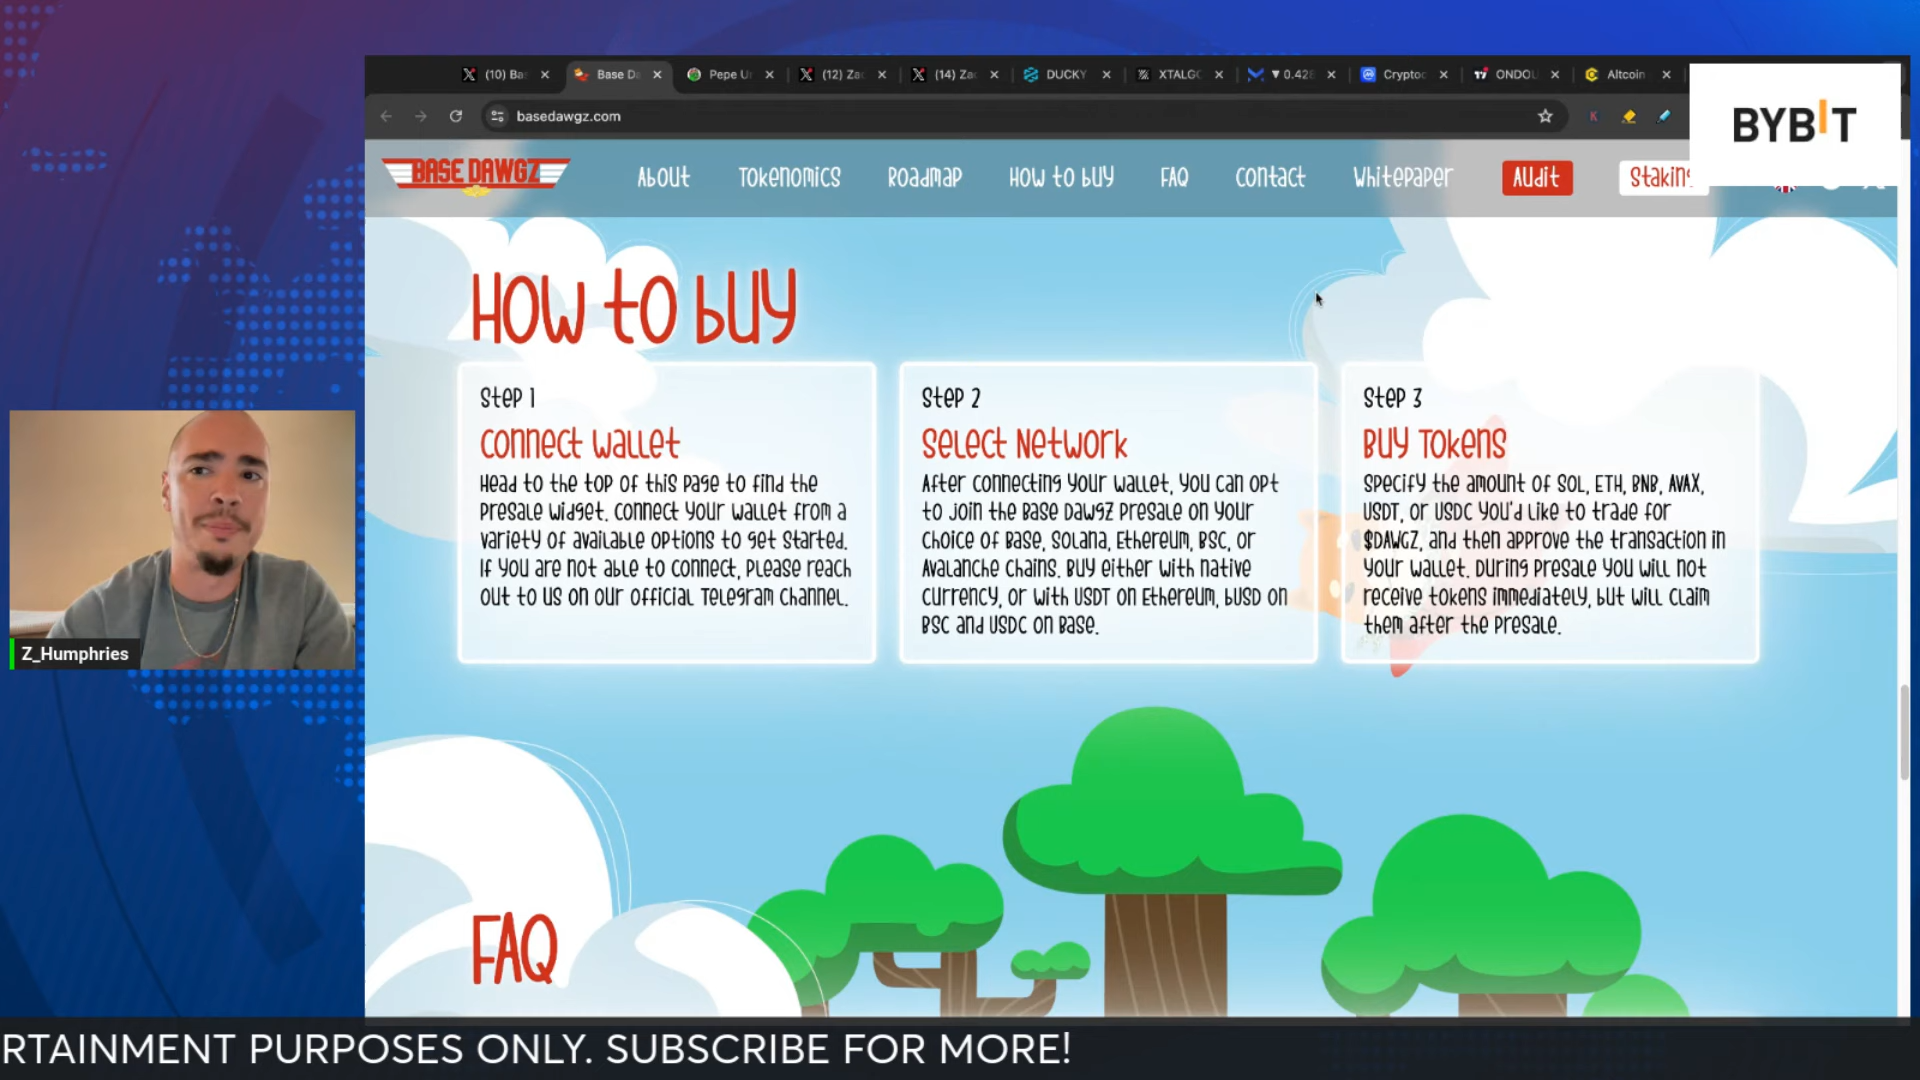 (10) Ba
Base D
Pepe U
(12) Za
(14) Za
DUCKY
XTALG
▼ 0.42
Crypto
ONDOU
Altcoin
basedawgz.com
BYBIT
BASE DAWGZ
About
Tokenomics
Roadmap
How to buy
FAQ
Contact
Whitepaper
Audit
Staking
How to buy
Step 1
Connect Wallet
Head to the top of this page to find the
presale widget. Connect your wallet from a
variety of available options to get started.
If you are not able to connect, please reach
out to us on our official Telegram channel.
Step 2
Select Network
After connecting your wallet, you can opt
to join the Base Dawgz presale on your
choice of Base, Solana, Ethereum, BSC, or
Avalanche chains. Buy either with native
currency, or with USDT on Ethereum, bUSD on
BSC and USDC on Base.
Step 3
Buy Tokens
Specify the amount of SOL, ETH, BNB, AVAX,
USDT, or USDC you'd like to trade for
$DAWGZ, and then approve the transaction in
your wallet. During presale you will not
receive tokens immediately, but will claim
them after the presale.
Z_Humphries
FAQ
RTAINMENT PURPOSES ONLY. SUBSCRIBE FOR MORE!